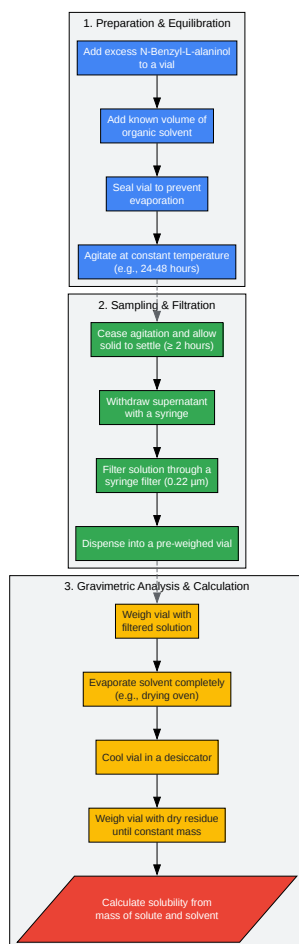 1. Preparation & Equilibration
Add excess N-Benzyl-L-alaninol
to a vial
Add known volume of
organic solvent
Seal vial to prevent
evaporation
Agitate at constant temperature
(e.g., 24-48 hours)
2. Sampling & Filtration
Cease agitation and allow
solid to settle (≥ 2 hours)
Withdraw supernatant
with a syringe
Filter solution through a
syringe filter (0.22 μm)
Dispense into a pre-weighed vial
3. Gravimetric Analysis & Calculation
Weigh vial with
filtered solution
Evaporate solvent completely
(e.g., drying oven)
Cool vial in a desiccator
Weigh vial with dry residue
until constant mass
Calculate solubility from
mass of solute and solvent